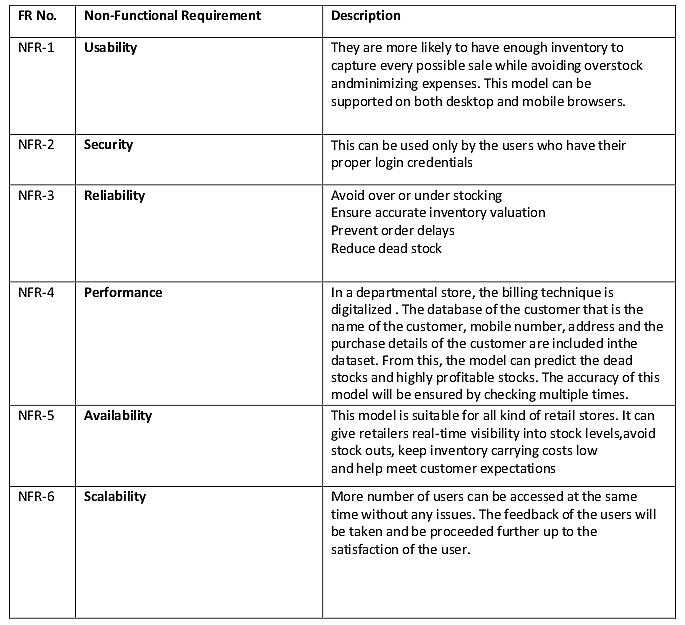 FR No. Non-Functional Requirement Description
NFR-1 Usability They are more likely to have enough inventory to
capture every possible sale while avoiding overstock
andminimizing expenses. This model can be
supported on both desktop and mobile browsers.
NFR-2 Security This can be used only by the users who have their
proper login credentials
NFR-3 Reliability Avoid over or under stocking
Ensure accurate inventory valuation
Prevent order delays
Reduce dead stock
NFR-4 Performance In a departmental store, the billing technique is
digitalized . The database of the customer that is the
name of the customer, mobile number, address and the
purchase details of the customer are included inthe
dataset. From this, the model can predict the dead
stocks and highly profitable stocks. The accuracy of this
model will be ensured by checking multiple times.
NFR-5 Availability This model is suitable for all kind of retail stores. It can
give retailers real-time visibility into stock levels,avoid
stock outs, keep inventory carrying costs low
and help meet customer expectations
NFR-6 Scalability More number of users can be accessed at the same
time without any issues. The feedback of the users will
be taken and be proceeded further up to the
satisfaction of the user.